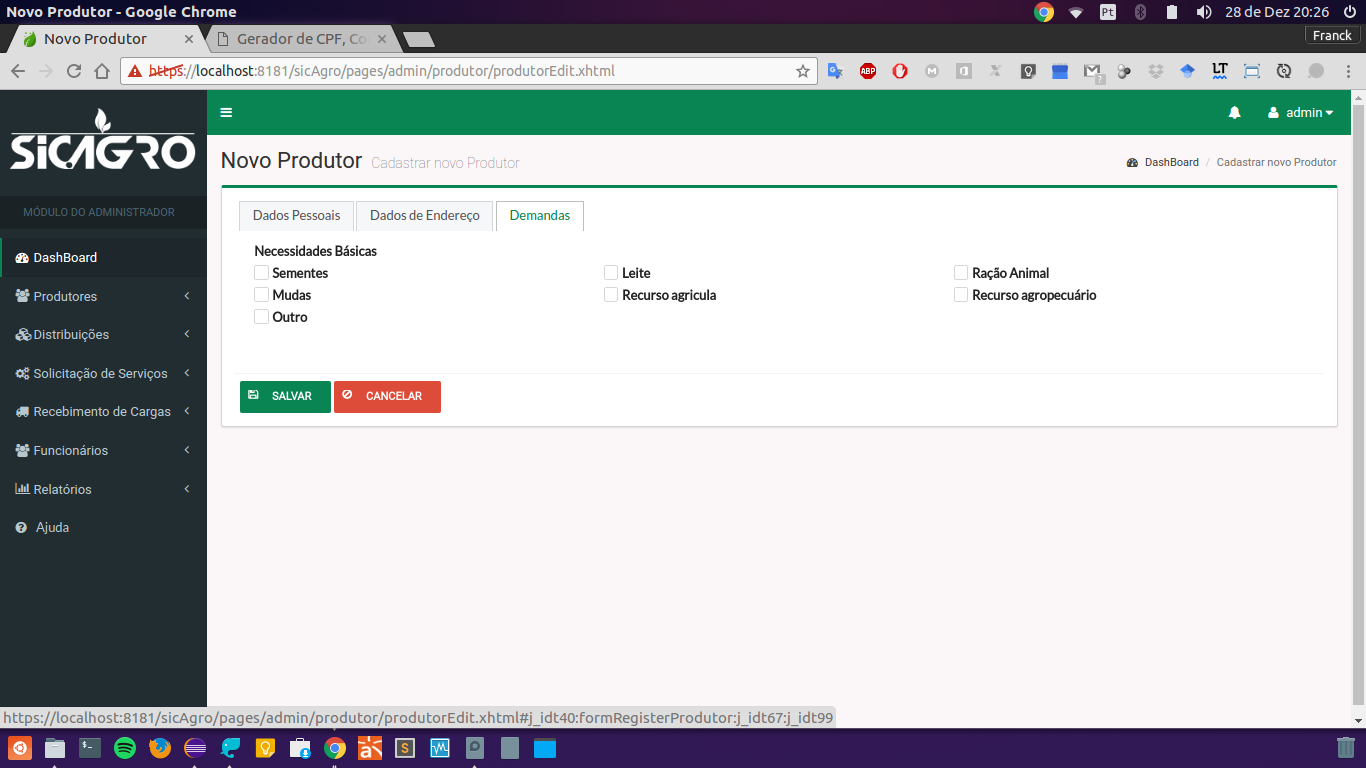 Novo Produtor - Google Chrome
Pt
28 de Dez 20:26
Novo Produtor
Gerador de CPF, Co
Franck
https://localhost:8181/sicAgro/pages/admin/produtor/produtorEdit.xhtml
ABP
LT
SICAGRO
admin
Novo Produtor Cadastrar novo Produtor
DashBoard / Cadastrar novo Produtor
MÓDULO DO ADMINISTRADOR
DashBoard
Produtores
Distribuições
Solicitação de Serviços
Recebimento de Cargas
Funcionários
Relatórios
Ajuda
Dados Pessoais
Dados de Endereço
Demandas
Necessidades Básicas
Sementes
Leite
Ração Animal
Mudas
Recurso agricula
Recurso agropecuário
Outro
SALVAR
CANCELAR
https://localhost:8181/sicAgro/pages/admin/produtor/produtorEdit.xhtml#j_idt40:formRegisterProdutor:j_idt67:j_idt99